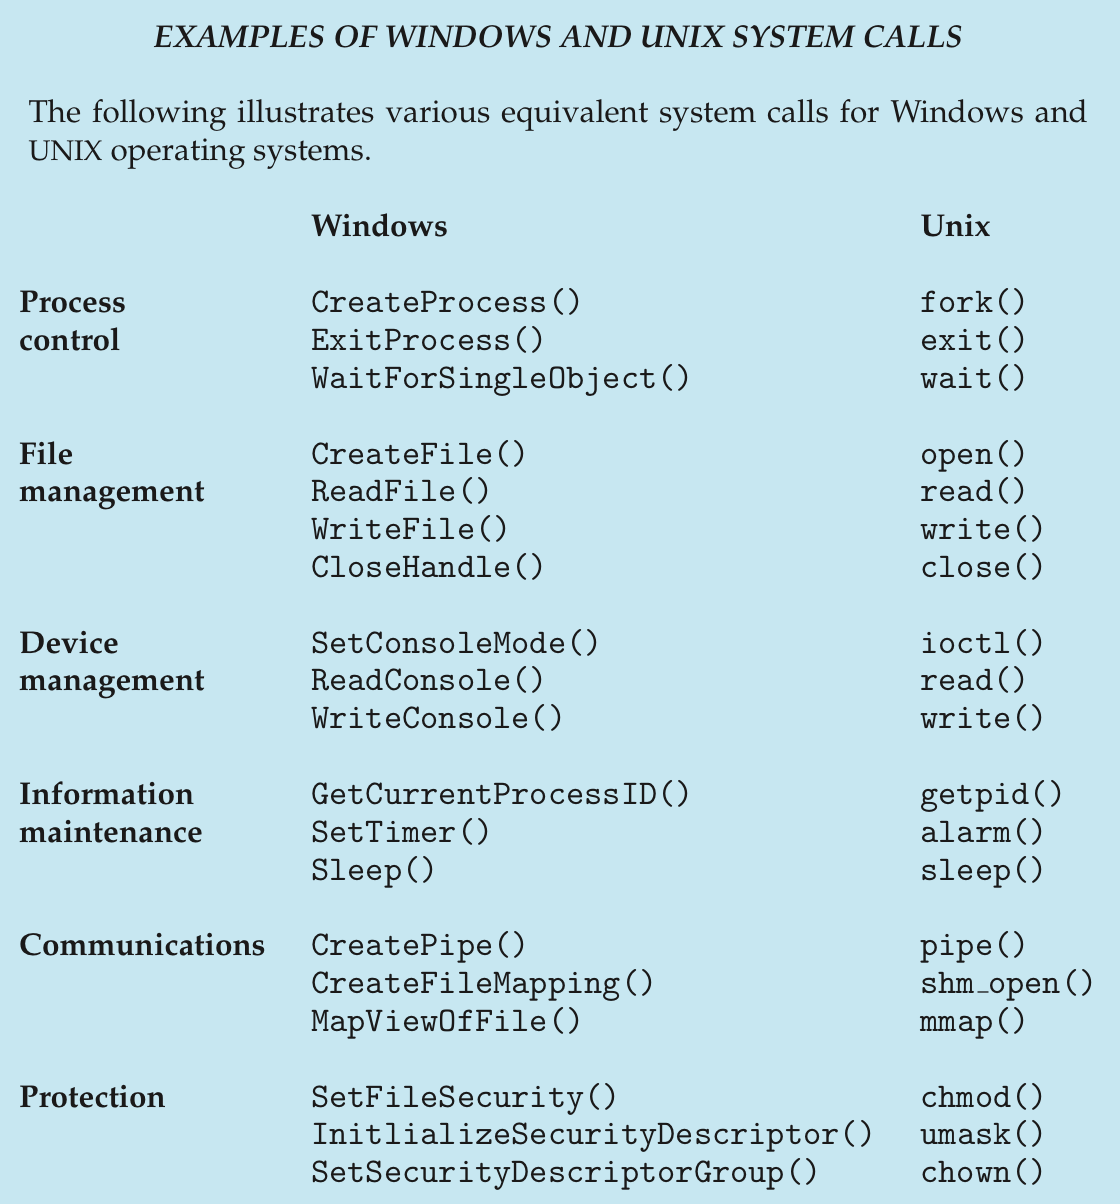 EXAMPLES OF WINDOWS AND UNIX SYSTEM CALLS
The following illustrates various equivalent system calls for Windows and
UNIX operating systems.
Windows Unix
Process CreateProcess() fork()
control ExitProcess() exit()
WaitForSingleObject() wait()
File CreateFile() open()
management ReadFile() read()
WriteFile() write()
CloseHandle() close()
Device SetConsoleMode() ioctl()
management ReadConsole() read()
WriteConsole() write()
Information GetCurrentProcessID() getpid()
maintenance SetTimer() alarm()
Sleep() sleep()
Communications CreatePipe() pipe()
CreateFileMapping() shm_open()
MapViewOfFile() mmap()
Protection SetFileSecurity() chmod()
InitlializeSecurityDescriptor() umask()
SetSecurityDescriptorGroup() chown()